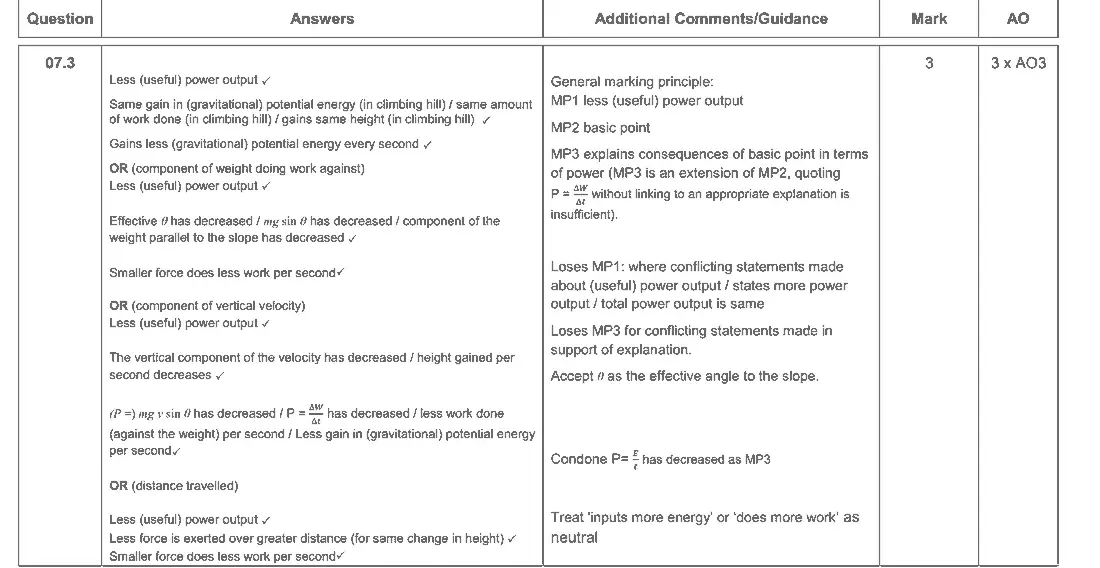 Question Answers Additional Comments/Guidance Mark AO
07.3
Less (useful) power output ✓
Same gain in (gravitational) potential energy (in climbing hill) / same amount
of work done (in climbing hill) / gains same height (in climbing hill) ✓
Gains less (gravitational) potential energy every second ✓
OR (component of weight doing work against)
Less (useful) power output ✓
Effective θ has decreased / mg sin θ has decreased / component of the
weight parallel to the slope has decreased ✓
Smaller force does less work per second✓
OR (component of vertical velocity)
Less (useful) power output ✓
The vertical component of the velocity has decreased / height gained per
second decreases ✓
(P =) mg v sin θ has decreased / P = ΔW/Δt has decreased / less work done
(against the weight) per second / Less gain in (gravitational) potential energy
per second✓
OR (distance travelled)
Less (useful) power output ✓
Less force is exerted over greater distance (for same change in height) ✓
Smaller force does less work per second✓
General marking principle:
MP1 less (useful) power output
MP2 basic point
MP3 explains consequences of basic point in terms
of power (MP3 is an extension of MP2, quoting
P = ΔW/Δt without linking to an appropriate explanation is
insufficient).
Loses MP1: where conflicting statements made
about (useful) power output / states more power
output / total power output is same
Loses MP3 for conflicting statements made in
support of explanation.
Accept θ as the effective angle to the slope.
Condone P= E/t has decreased as MP3
Treat 'inputs more energy' or 'does more work' as
neutral
3
3 x AO3